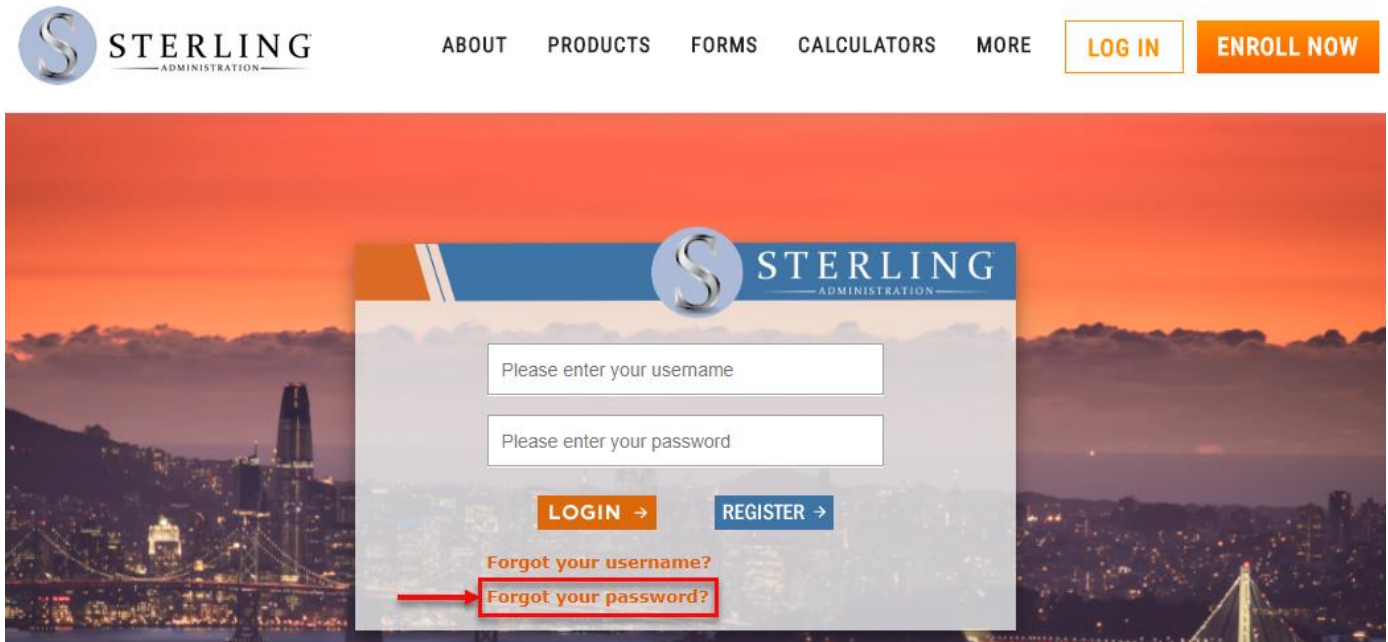 STERLING
ADMINISTRATION
ABOUT PRODUCTS FORMS CALCULATORS MORE LOG IN ENROLL NOW
STERLING
ADMINISTRATION
Please enter your username
Please enter your password
LOGIN → REGISTER →
Forgot your username?
Forgot your password?